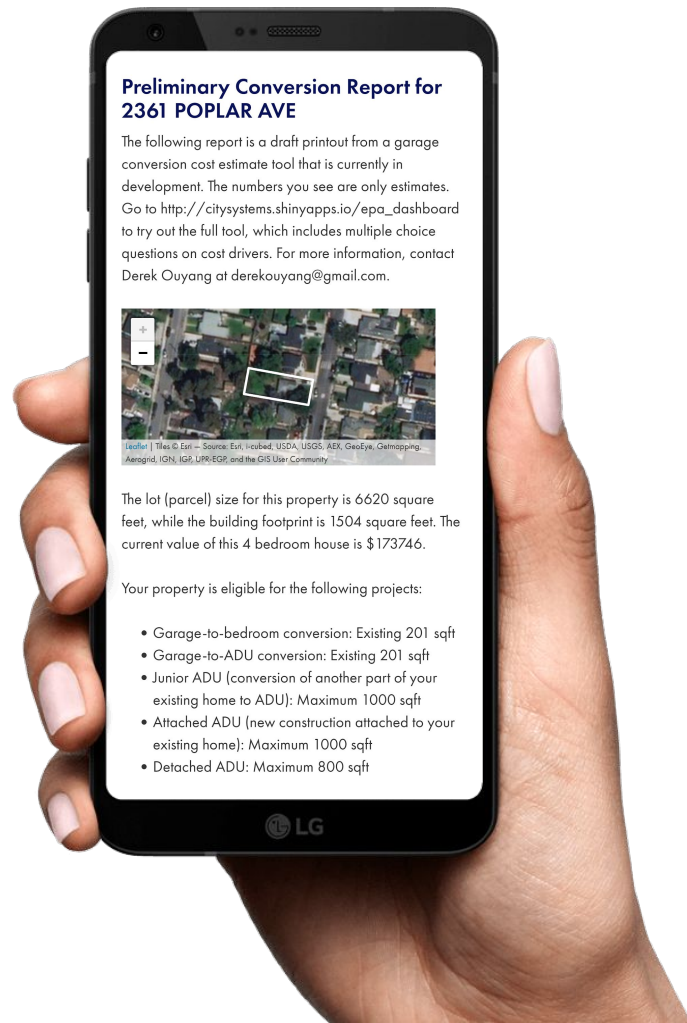 Preliminary Conversion Report for
2361 POPLAR AVE
The following report is a draft printout from a garage
conversion cost estimate tool that is currently in
development. The numbers you see are only estimates.
Go to http://citysystems.shinyapps.io/epa_dashboard
to try out the full tool, which includes multiple choice
questions on cost drivers. For more information, contact
Derek Ouyang at derekouyang@gmail.com.
+
−
Leaflet | Tiles © Esri — Source: Esri, i-cubed, USDA, USGS, AEX, GeoEye, Getmapping,
Aerogrid, IGN, IGP, UPR-EGP, and the GIS User Community
The lot (parcel) size for this property is 6620 square
feet, while the building footprint is 1504 square feet. The
current value of this 4 bedroom house is $173746.
Your property is eligible for the following projects:
• Garage-to-bedroom conversion: Existing 201 sqft
• Garage-to-ADU conversion: Existing 201 sqft
• Junior ADU (conversion of another part of your
existing home to ADU): Maximum 1000 sqft
• Attached ADU (new construction attached to your
existing home): Maximum 1000 sqft
• Detached ADU: Maximum 800 sqft
LG